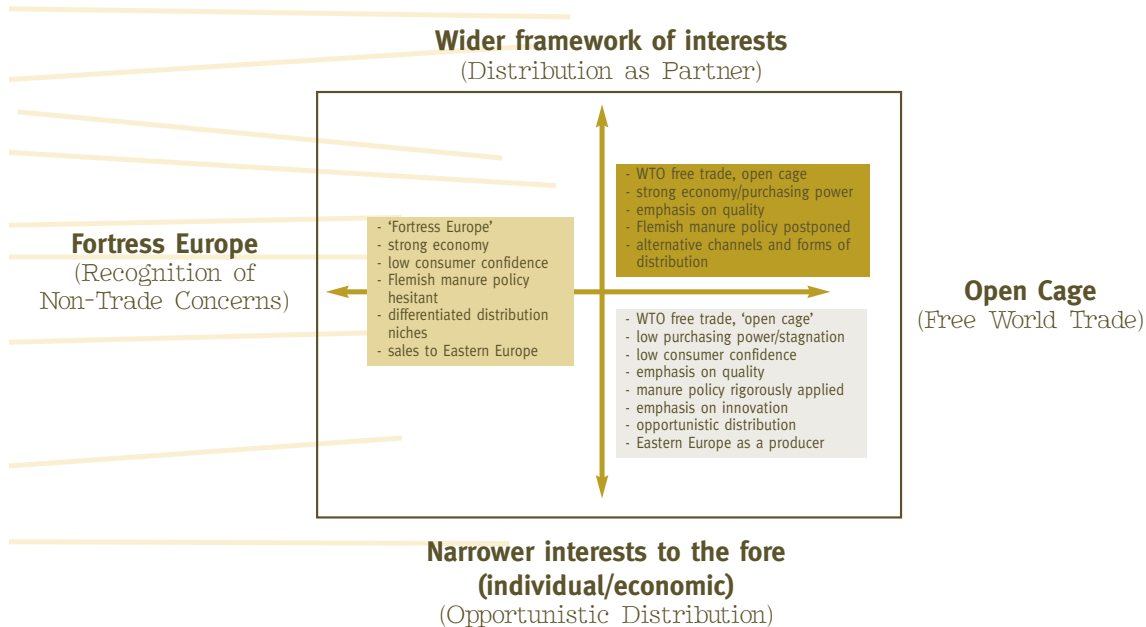 Wider framework of interests
(Distribution as Partner)
- WTO free trade, open cage
- strong economy/purchasing power
- emphasis on quality
- Flemish manure policy postponed
- alternative channels and forms of
distribution
- ‘Fortress Europe’
- strong economy
- low consumer confidence
- Flemish manure policy
hesitant
- differentiated distribution
niches
- sales to Eastern Europe
Fortress Europe
(Recognition of
Non-Trade Concerns)
Open Cage
(Free World Trade)
- WTO free trade, ‘open cage’
- low purchasing power/stagnation
- low consumer confidence
- emphasis on quality
- manure policy rigorously applied
- emphasis on innovation
- opportunistic distribution
- Eastern Europe as a producer
Narrower interests to the fore
(individual/economic)
(Opportunistic Distribution)